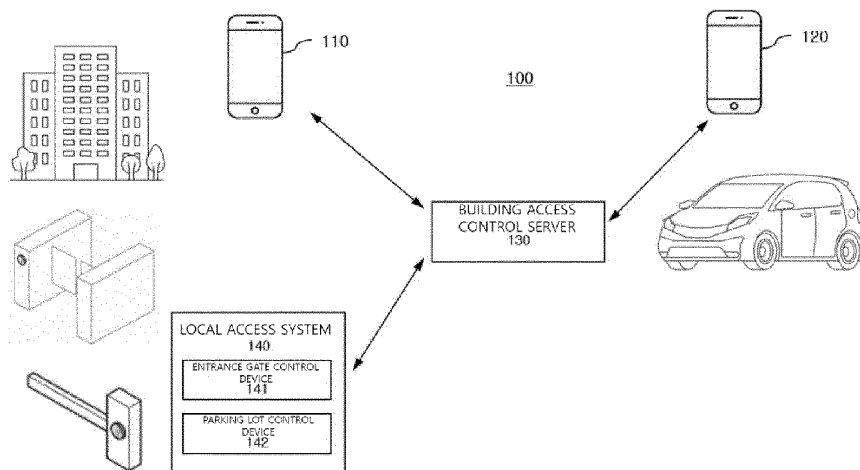 110
120
100
BUILDING ACCESS
CONTROL SERVER
130
LOCAL ACCESS SYSTEM
140
ENTRANCE GATE CONTROL
DEVICE
141
PARKING LOT CONTROL
DEVICE
142